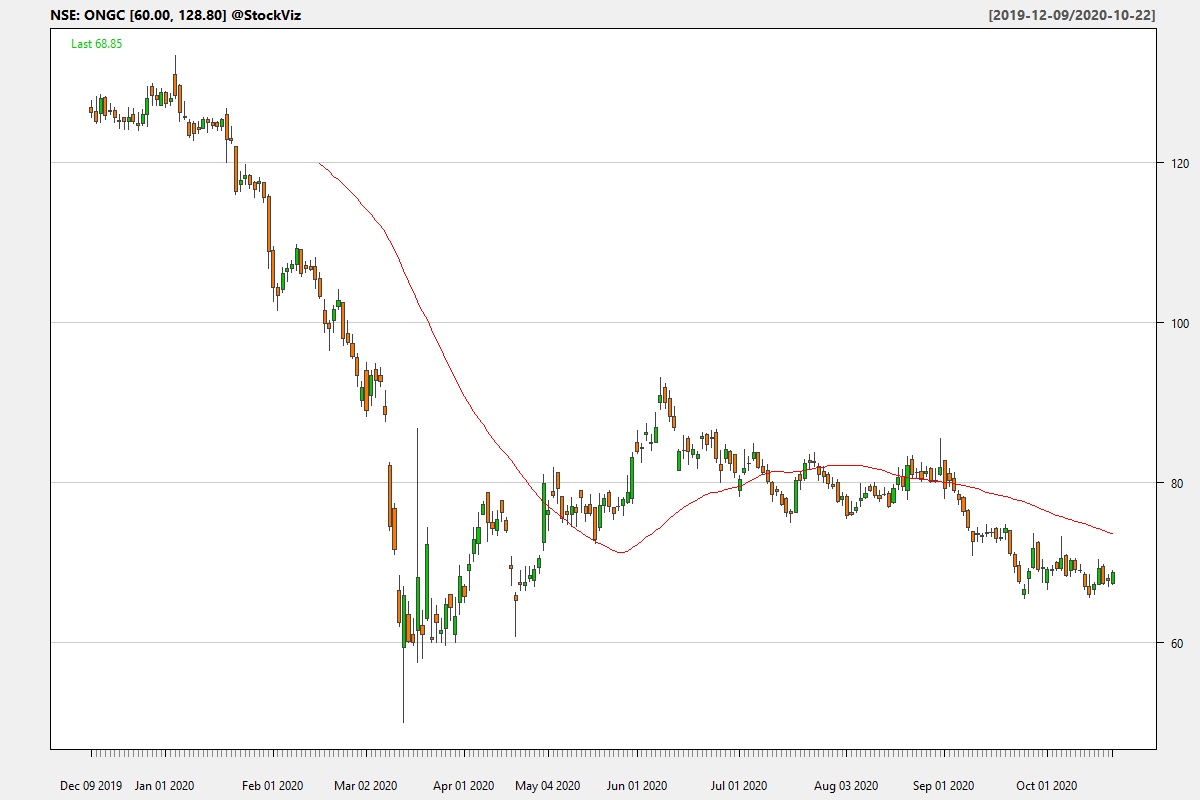 NSE: ONGC [60.00, 128.80] @StockViz
[2019-12-09/2020-10-22]
Last 68.85
120
100
80
60
Dec 09 2019 Jan 01 2020 Feb 01 2020 Mar 02 2020 Apr 01 2020 May 04 2020 Jun 01 2020 Jul 01 2020 Aug 03 2020 Sep 01 2020 Oct 01 2020